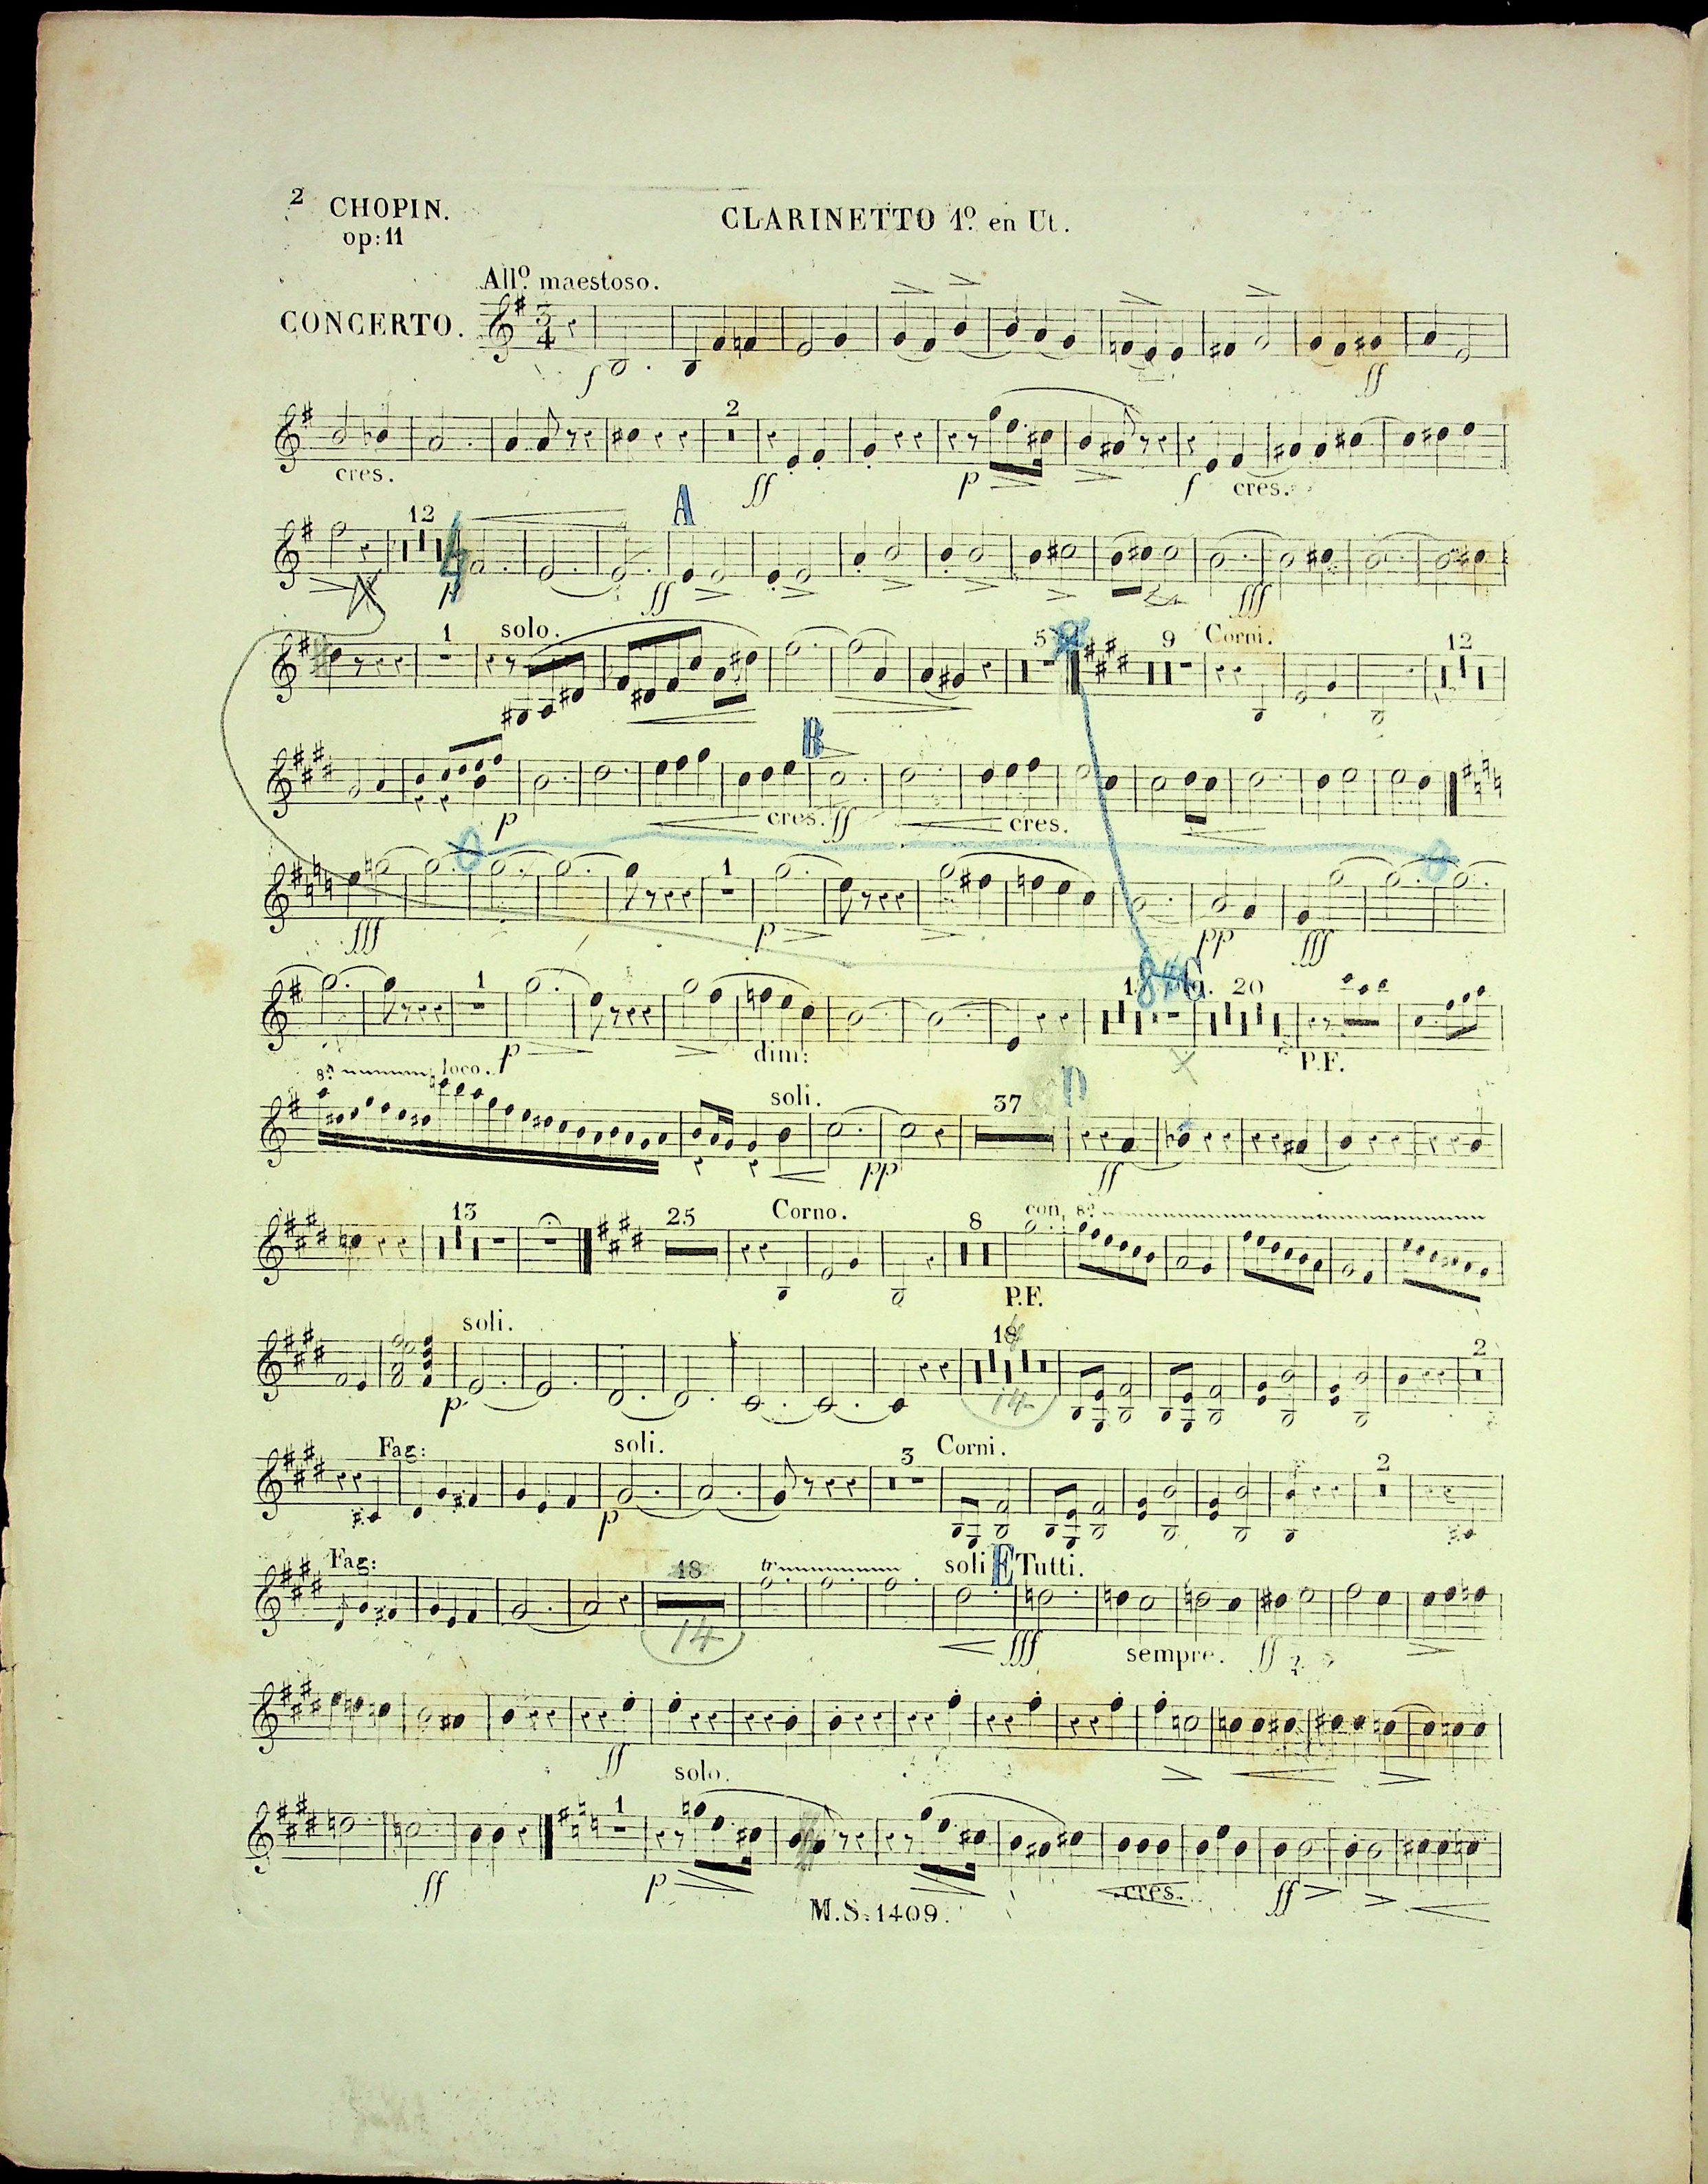 2 CHOPIN.
op: 11
CLARINETTO 1º. en Ut.
Allº. maestoso.
CONCERTO.
3
4
f
ff
2
cres.
ff
p
f
cres.
12
A
p
ff
fff
1
solo.
5
9
Corni.
12
B
p
cres.
ff
cres.
1
fff
p
pp
fff
1
20
p
dim:
P.F.
8ª
loco.
soli.
37
D
pp
ff
13
25
Corno.
8
con 8ª
P.F.
soli.
18
2
p
14
Fag:
soli.
3
Corni.
2
p
Fag:
18
tr
soli
E
Tutti.
14
fff
sempre.
ff
ff
solo.
1
ff
p
cres.
ff
M.S. 1409.